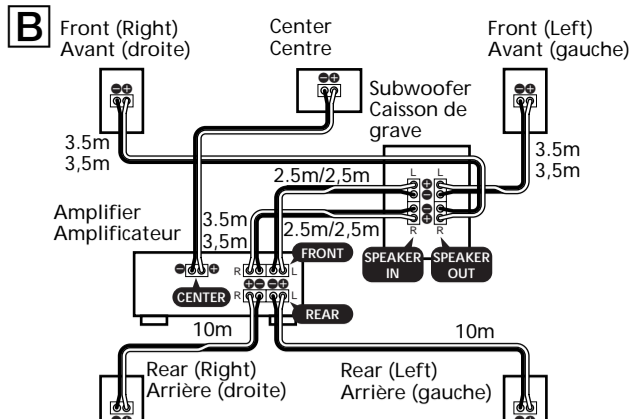 B
Front (Right)
Avant (droite)
Center
Centre
Front (Left)
Avant (gauche)
Subwoofer
Caisson de
grave
3.5m
3,5m
3.5m
3,5m
L L
2.5m/2,5m
Amplifier
Amplificateur
3.5m
3,5m
2.5m/2,5m
R R
SPEAKER
IN
SPEAKER
OUT
FRONT
R L
CENTER
R L
REAR
10m
10m
Rear (Right)
Arrière (droite)
Rear (Left)
Arrière (gauche)